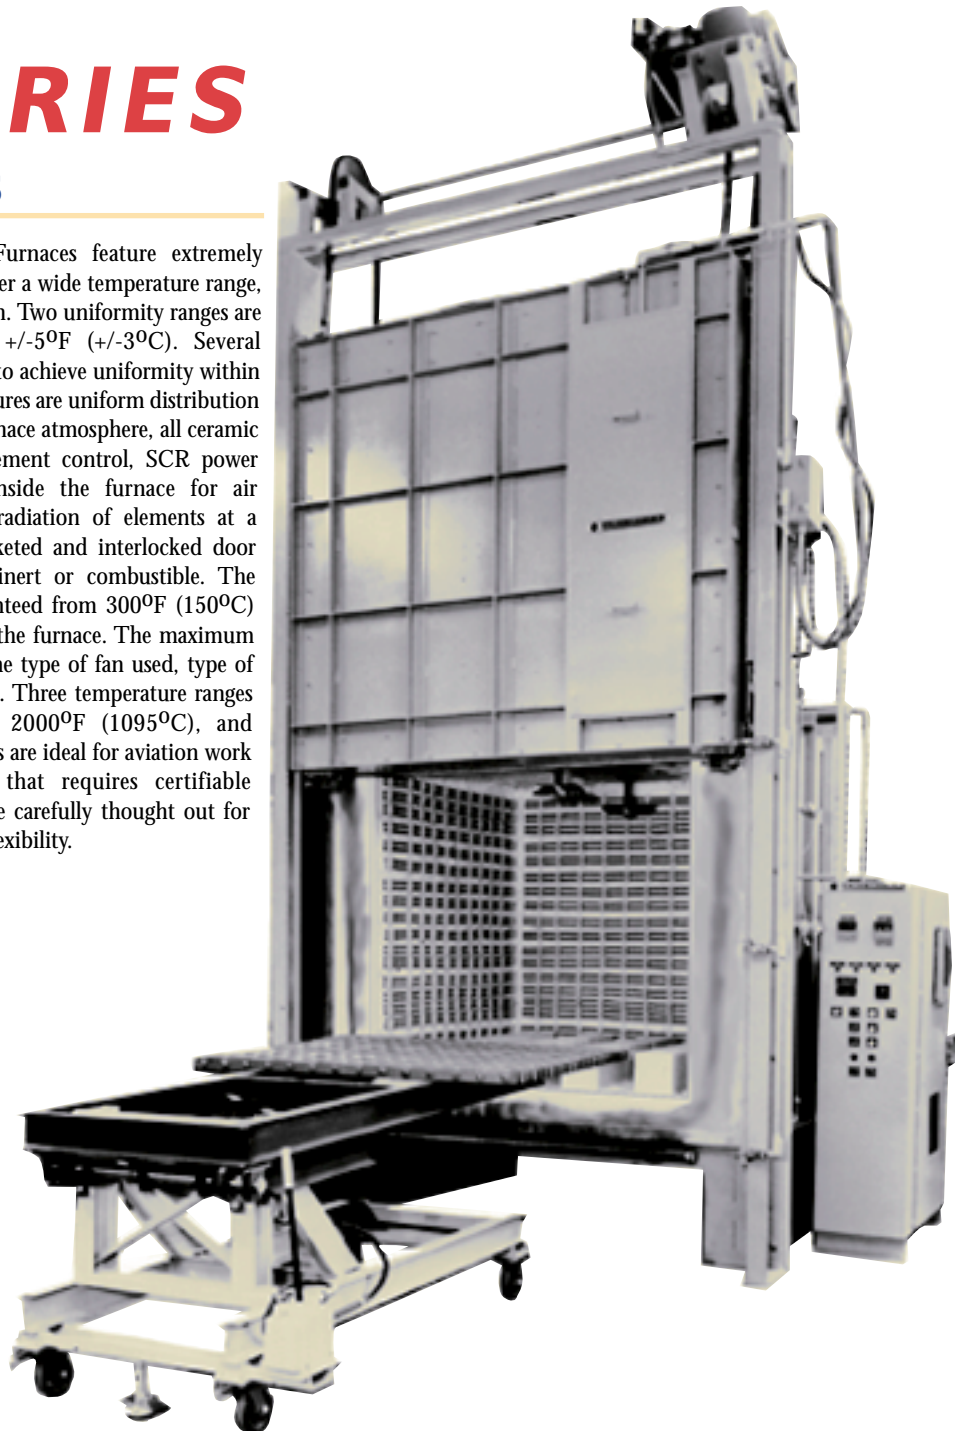 RIES
s
Furnaces feature extremely
er a wide temperature range,
n. Two uniformity ranges are
+/-5ºF (+/-3ºC). Several
to achieve uniformity within
ures are uniform distribution
nace atmosphere, all ceramic
ement control, SCR power
nside the furnace for air
radiation of elements at a
keted and interlocked door
inert or combustible. The
nteed from 300ºF (150ºC)
the furnace. The maximum
ne type of fan used, type of
. Three temperature ranges
2000ºF (1095ºC), and
s are ideal for aviation work
that requires certifiable
e carefully thought out for
exibility.